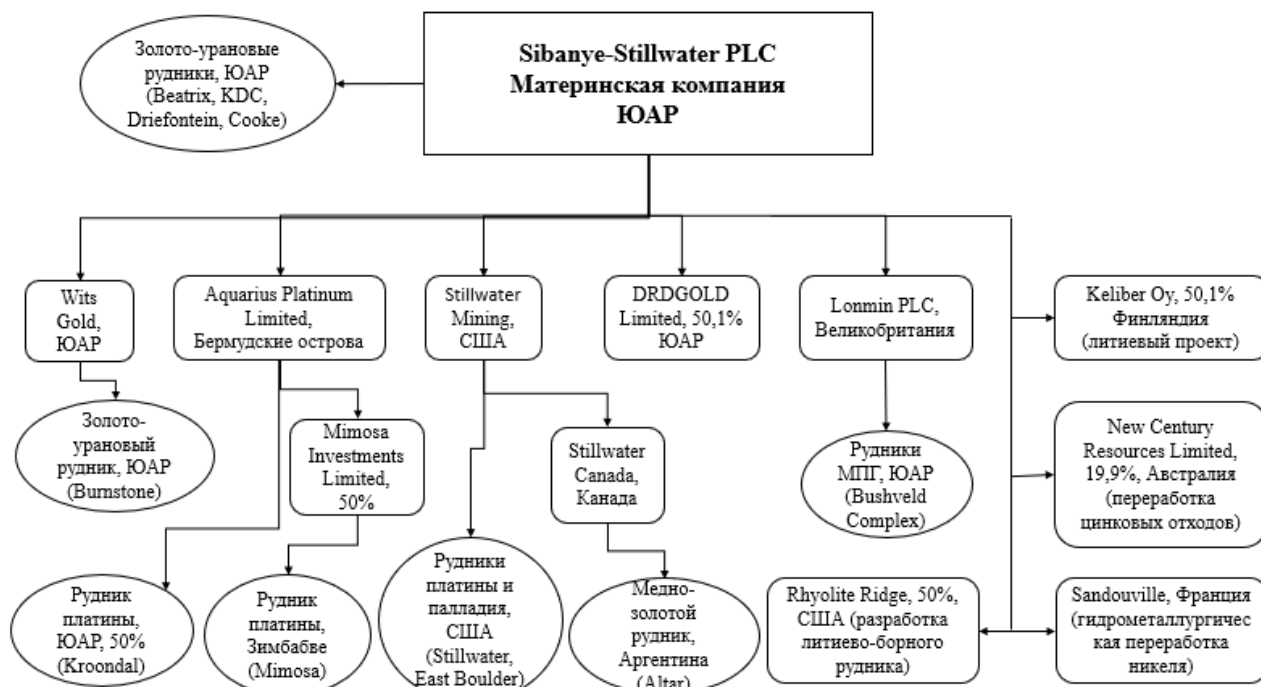 Золото-урановые
рудники, ЮАР
(Beatrix, KDC,
Driefontein, Cooke)
Sibanye-Stillwater PLC
Материнская компания
ЮАР
Wits
Gold,
ЮАР
Aquarius Platinum
Limited,
Бермудские острова
Stillwater
Mining,
США
DRDGOLD
Limited, 50,1%
ЮАР
Lonmin PLC,
Великобритания
Keliber Oy, 50,1%
Финляндия
(литиевый проект)
Золото-
урановый
рудник, ЮАР
(Burnstone)
Mimosa
Investments
Limited,
50%
Stillwater
Canada,
Канада
Рудники
МПГ, ЮАР
(Bushveld
Complex)
New Century
Resources Limited,
19,9%, Австралия
(переработка
цинковых отходов)
Рудник
платины,
ЮАР, 50%
(Kroondal)
Рудник
платины,
Зимбабве
(Mimosa)
Рудники
платины и
палладия,
США
(Stillwater,
East Boulder)
Медно-
золотой
рудник,
Аргентина
(Altar)
Rhyolite Ridge, 50%,
США (разработка
литиево-борного
рудника)
Sandouville, Франция
(гидрометаллургичес
кая переработка
никеля)